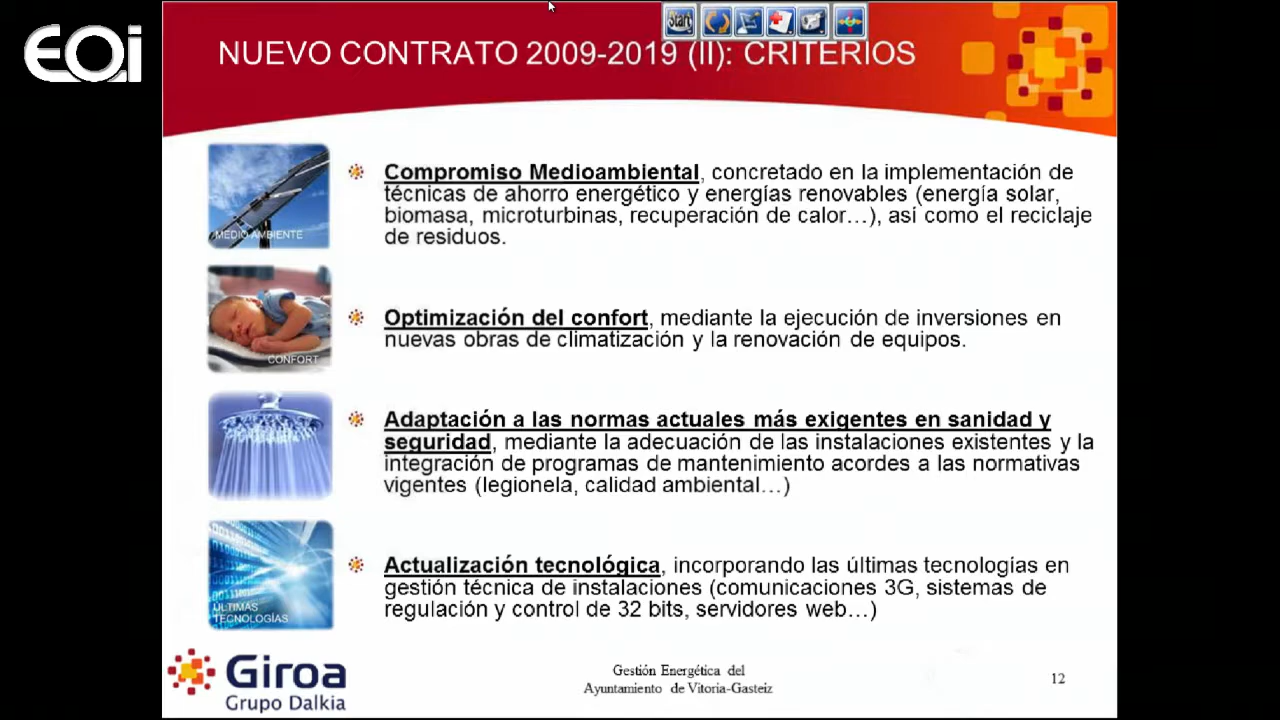 Start
EOi
NUEVO CONTRATO 2009-2019 (II): CRITERIOS
MEDIO AMBIENTE
Compromiso Medioambiental, concretado en la implementación de
técnicas de ahorro energético y energías renovables (energía solar,
biomasa, microturbinas, recuperación de calor…), así como el reciclaje
de residuos.
CONFORT
Optimización del confort, mediante la ejecución de inversiones en
nuevas obras de climatización y la renovación de equipos.
Adaptación a las normas actuales más exigentes en sanidad y
seguridad, mediante la adecuación de las instalaciones existentes y la
integración de programas de mantenimiento acordes a las normativas
vigentes (legionela, calidad ambiental…)
ÚLTIMAS
TECNOLOGÍAS
Actualización tecnológica, incorporando las últimas tecnologías en
gestión técnica de instalaciones (comunicaciones 3G, sistemas de
regulación y control de 32 bits, servidores web…)
Giroa
Grupo Dalkia
Gestión Energética del
Ayuntamiento de Vitoria-Gasteiz
12